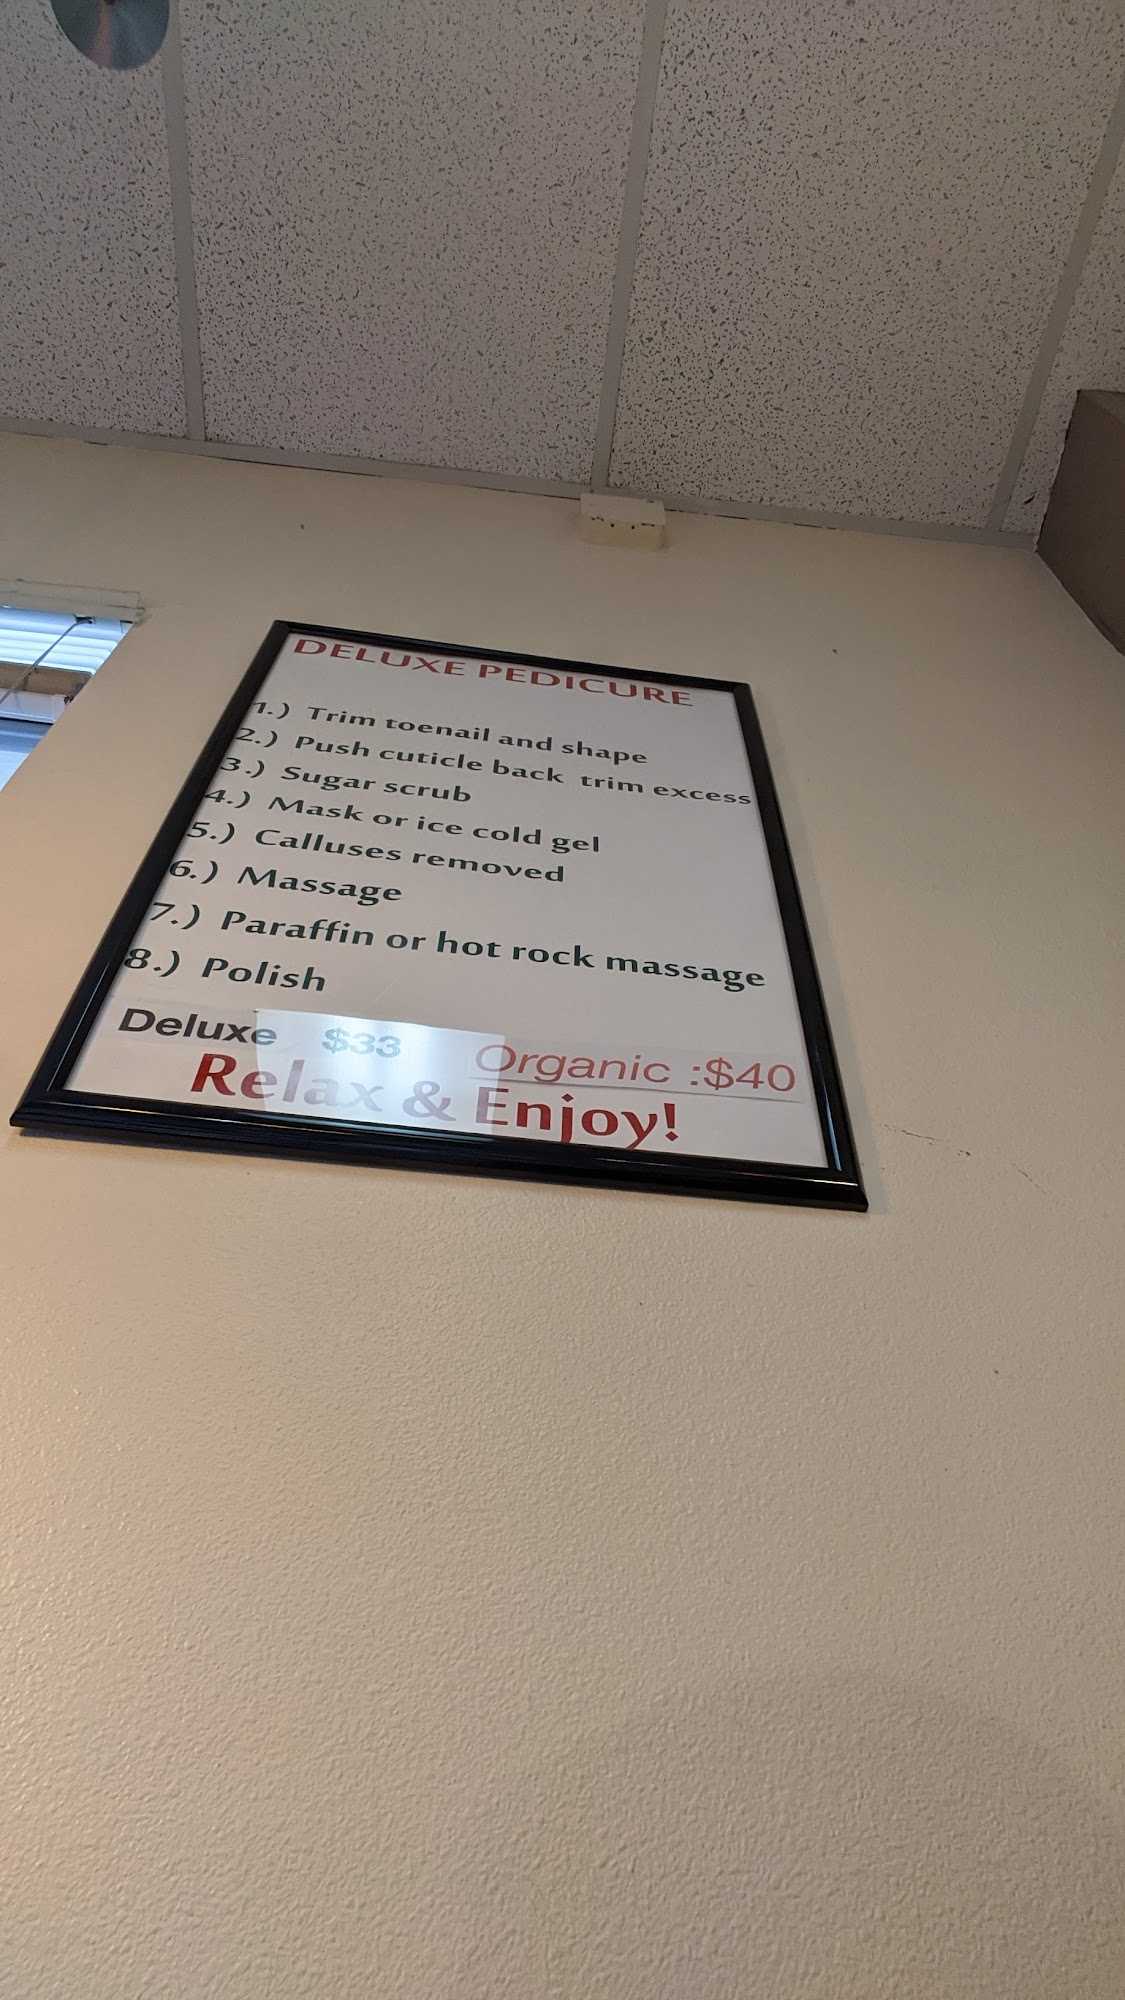 DELUXE PEDICURE
1.) Trim toenail and shape
2.) Push cuticle back trim excess
3.) Sugar scrub
4.) Mask or ice cold gel
5.) Calluses removed
6.) Massage
7.) Paraffin or hot rock massage
8.) Polish
Deluxe $33 Organic :$40
Relax & Enjoy!